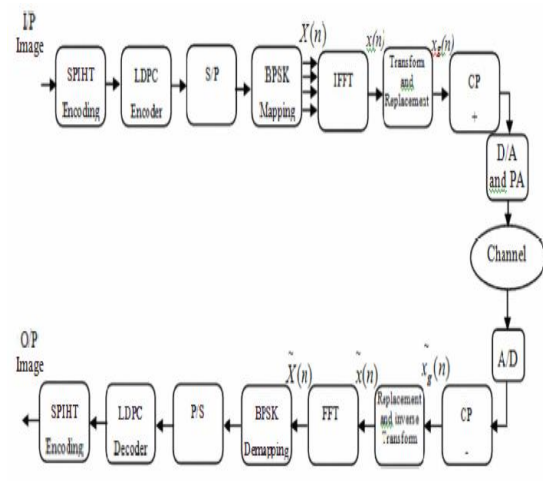 I/P
Image
X(n)
x(n)
x_g(n)
SPIHT
Encoding
LDPC
Encoder
S/P
BPSK
Mapping
IFFT
Transform
and
Replacement
CP
+
D/A
and PA
Channel
A/D
O/P
Image
X̃(n)
x̃(n)
x̃_g(n)
SPIHT
Encoding
LDPC
Decoder
P/S
BPSK
Demapping
FFT
Replacement
and inverse
Transform
CP
-